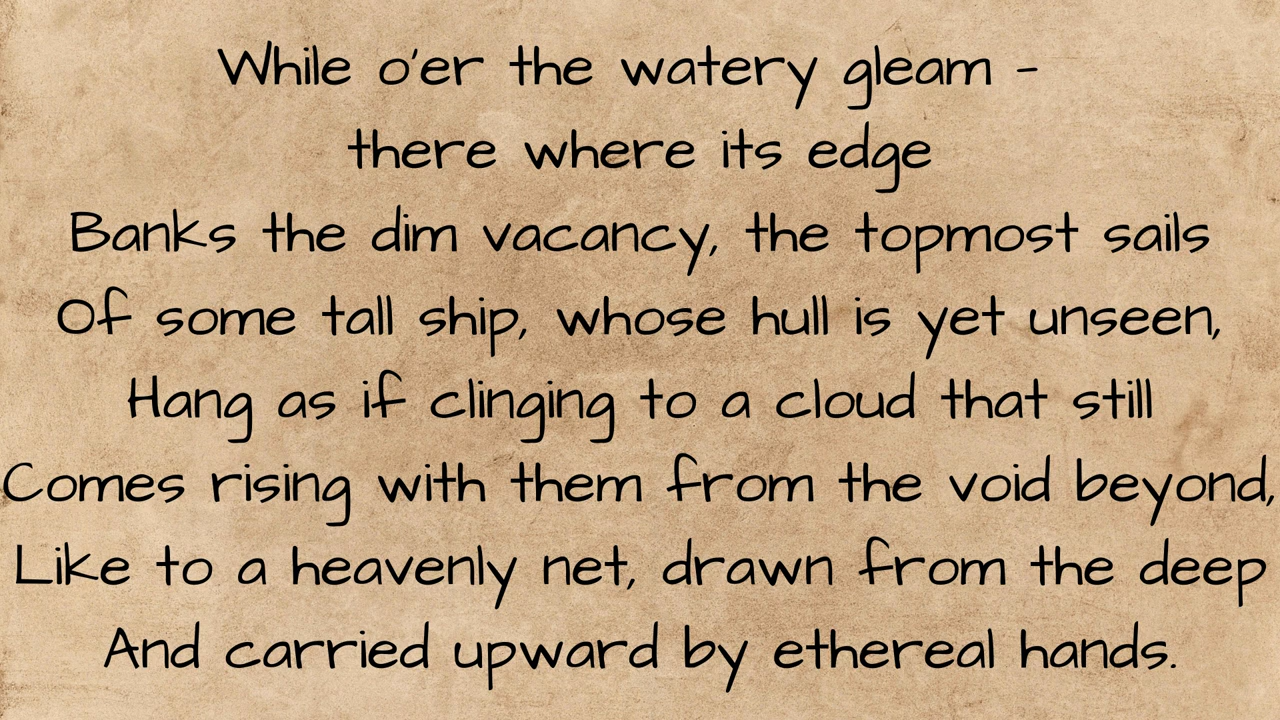 While o'er the watery gleam -
there where its edge
Banks the dim vacancy, the topmost sails
Of some tall ship, whose hull is yet unseen,
Hang as if clinging to a cloud that still
Comes rising with them from the void beyond,
Like to a heavenly net, drawn from the deep
And carried upward by ethereal hands.